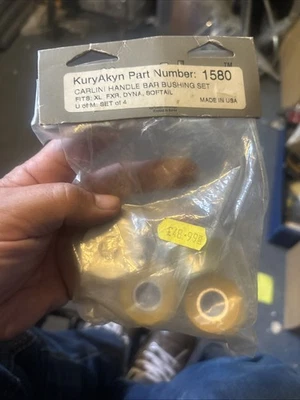 KuryAkyn Part Number: 1580
CARLINI HANDLE BAR BUSHING SET
FITS: XL, FXR, DYNA, SOFTAIL
U of M: SET of 4
MADE IN USA